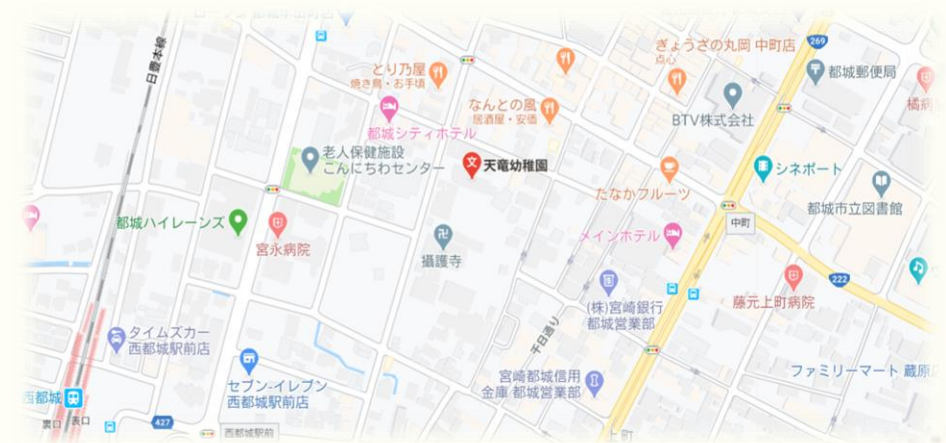 日豊本線
とり乃屋
焼き鳥・お手頃
都城シティホテル
なんとの風
居酒屋・安価
ぎょうざの丸岡 中町店
点心
BTV株式会社
269
都城郵便局
老人保健施設
こんにちわセンター
文
天竜幼稚園
たなかフルーツ
シネポート
都城市立図書館
都城ハイレーンズ
宮永病院
卍
攝護寺
メインホテル
中町
222
(株)宮崎銀行
都城営業部
藤元上町病院
タイムズカー
西都城駅前店
セブン-イレブン
西都城駅前店
千日通り
宮崎都城信用
金庫 都城営業部
ファミリーマート 蔵原
西都城
裏口
表口
427
西都城駅前
上町